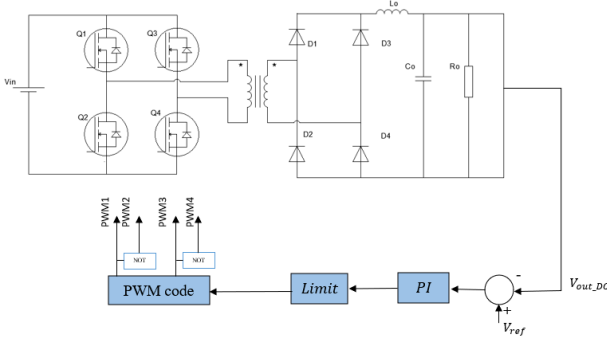 Lo
Q1
Q3
D1
D3
Vin
Co
Ro
Q2
Q4
D2
D4
PWM1
PWM2
PWM3
PWM4
NOT
NOT
PWM code
Limit
PI
-
+
V_ref
V_out_DC